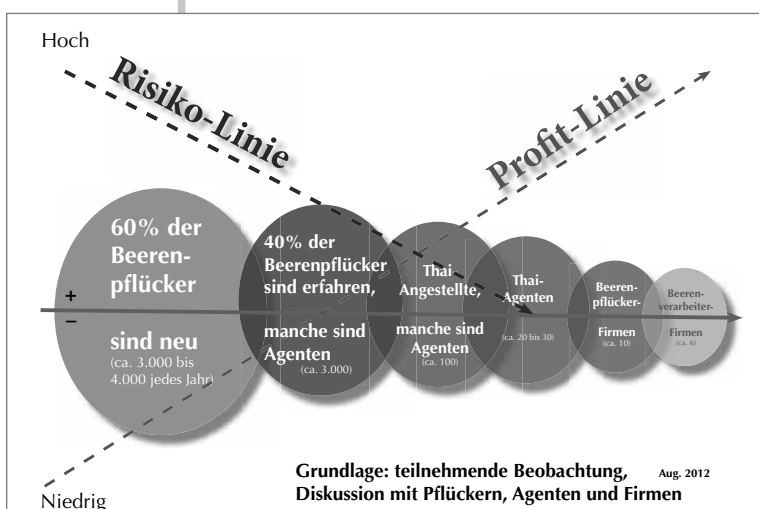 Hoch
Risiko-Linie
Profit-Linie
60% der
Beeren-
pflücker
sind neu
(ca. 3.000 bis
4.000 jedes Jahr)
40% der
Beerenpflücker
sind erfahren,
manche sind
Agenten
(ca. 3.000)
Thai
Angestellte,
manche sind
Agenten
(ca. 100)
Thai-
Agenten
(ca. 20 bis 30)
Beeren-
pflücker-
Firmen
(ca. 10)
Beeren-
verarbeiter-
Firmen
(ca. 6)
+
–
Niedrig
Grundlage: teilnehmende Beobachtung, Aug. 2012
Diskussion mit Pflückern, Agenten und Firmen